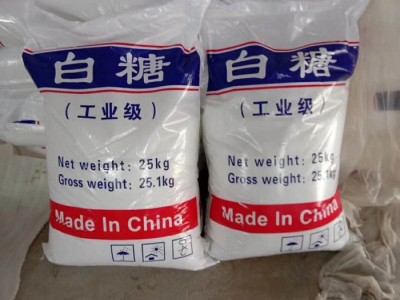 白糖
（工业级）
Net weight: 25kg
Gross weight: 25.1kg
Made In China
白糖
（工业级）
Net weight: 25kg
Gross weight: 25.1kg
Made In China